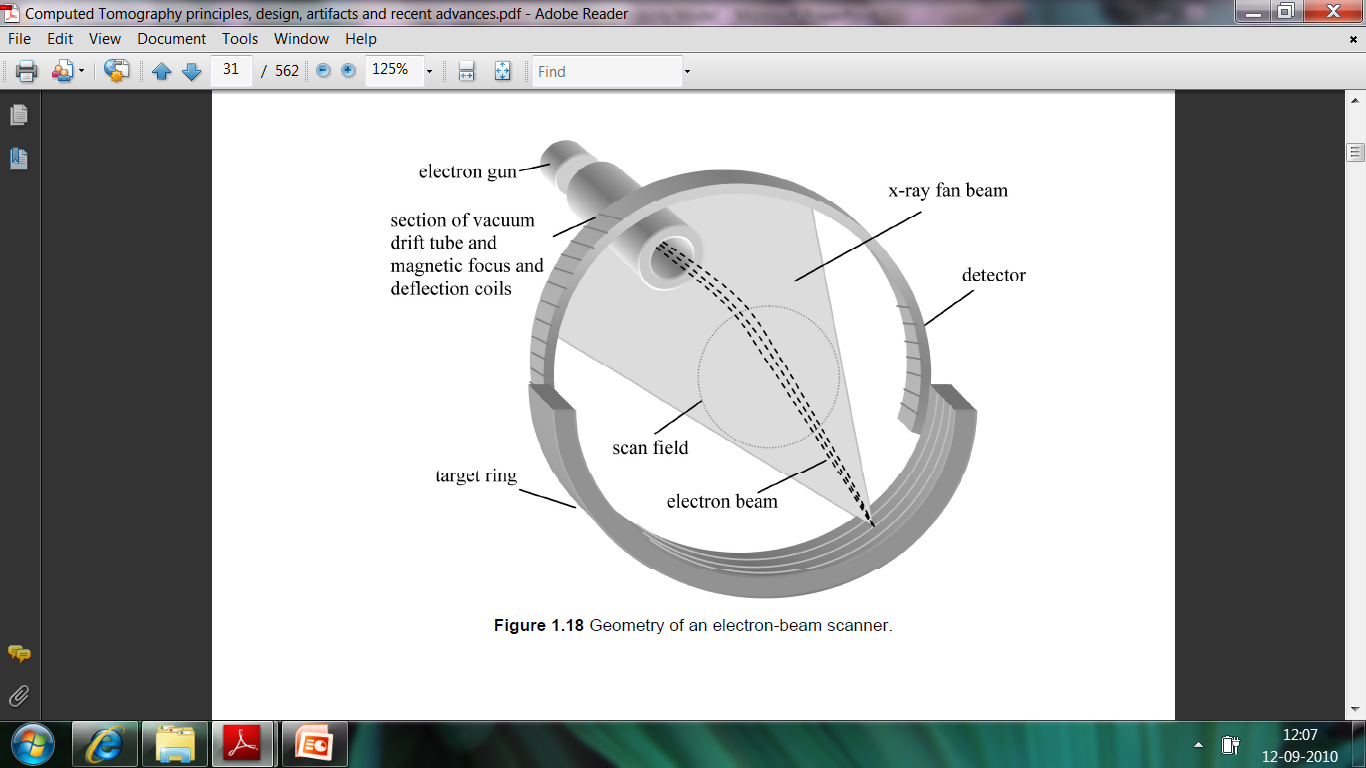 Computed Tomography principles, design, artifacts and recent advances.pdf - Adobe Reader
File Edit View Document Tools Window Help
31 / 562 125% Find
electron gun
section of vacuum
drift tube and
magnetic focus and
deflection coils
x-ray fan beam
detector
scan field
target ring
electron beam
Figure 1.18 Geometry of an electron-beam scanner.
12:07
12-09-2010